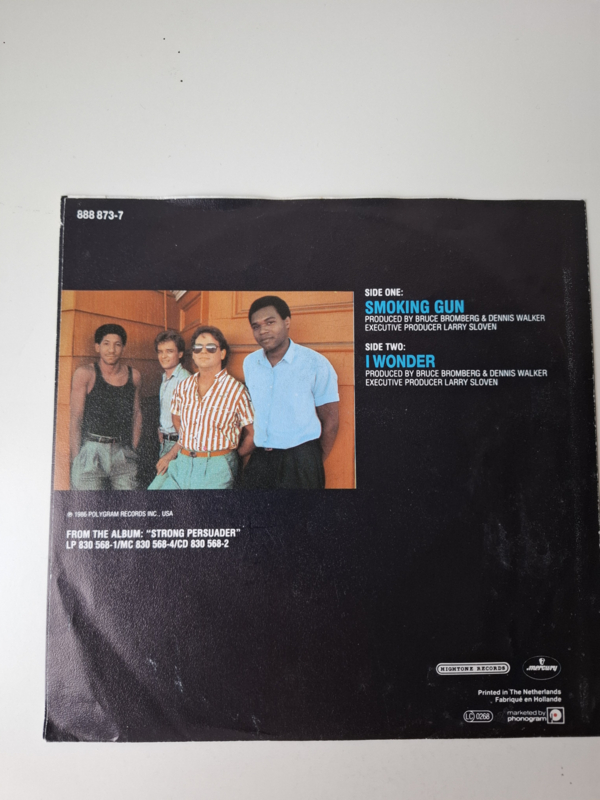 888 873-7
SIDE ONE:
SMOKING GUN
PRODUCED BY BRUCE BROMBERG & DENNIS WALKER
EXECUTIVE PRODUCER LARRY SLOVEN
SIDE TWO:
I WONDER
PRODUCED BY BRUCE BROMBERG & DENNIS WALKER
EXECUTIVE PRODUCER LARRY SLOVEN
℗ 1986 POLYGRAM RECORDS INC., USA
FROM THE ALBUM: "STRONG PERSUADER"
LP 830 568-1/MC 830 568-4/CD 830 568-2
HIGHTONE RECORDS
mercury
Printed in The Netherlands
Fabriqué en Hollande
LC 0268
marketed by
phonogram